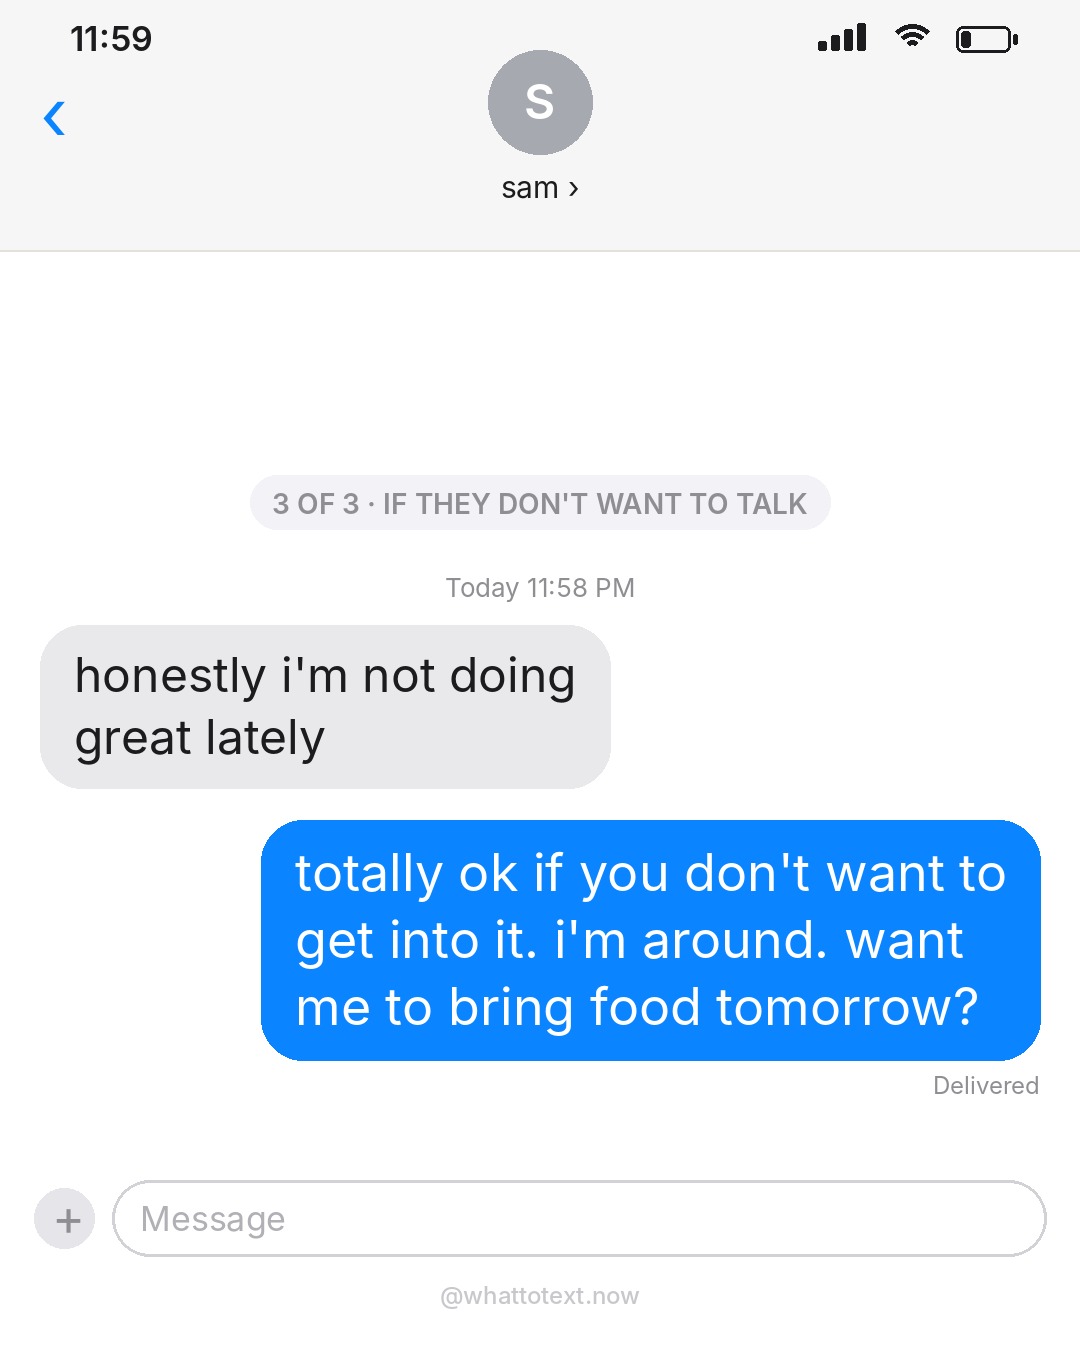 11:59
S
sam ›
3 OF 3 · IF THEY DON'T WANT TO TALK
Today 11:58 PM
honestly i'm not doing
great lately
totally ok if you don't want to
get into it. i'm around. want
me to bring food tomorrow?
Delivered
+ Message
@whattotext.now